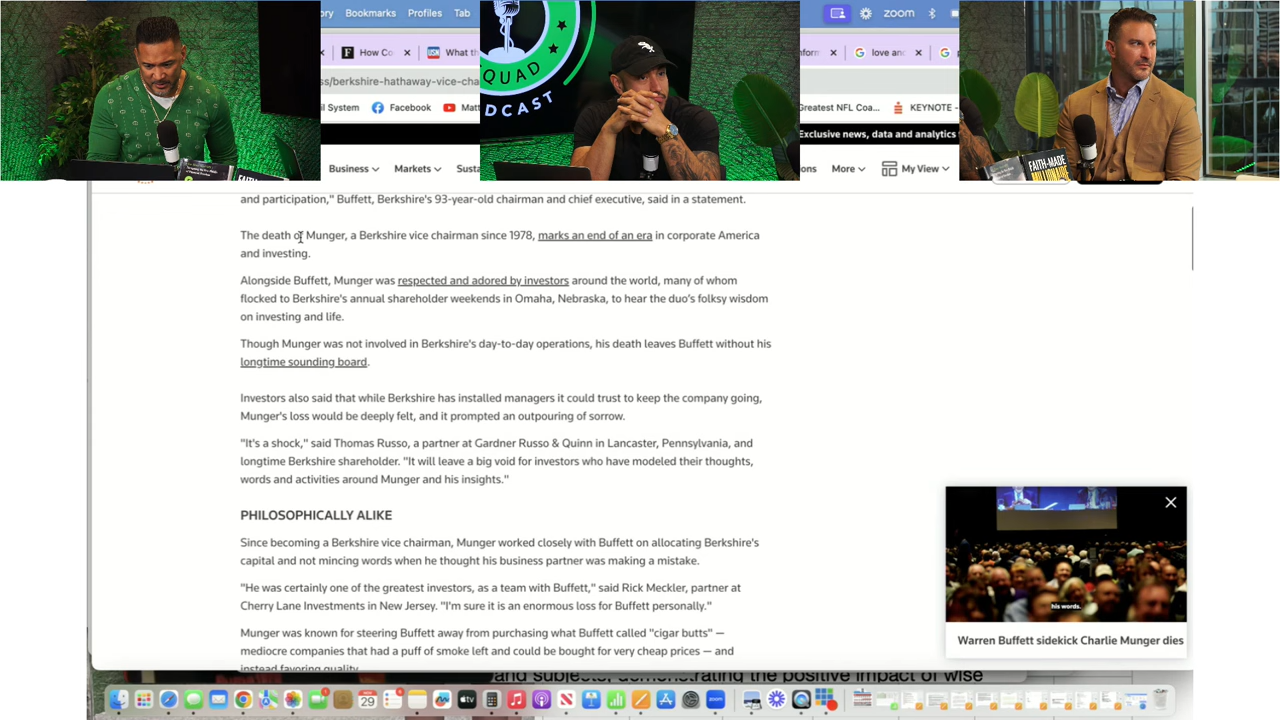 ory Bookmarks Profiles Tab
zoom
How Co
What th
nform
love an
ss/berkshire-hathaway-vice-cha
il System Facebook Matt
Greatest NFL Coa... KEYNOTE -
Exclusive news, data and analytics
QUAD
DCAST
FAITH-MADE
MILLIONAIRE
Business Markets Susta
ons More My View
and participation," Buffett, Berkshire's 93-year-old chairman and chief executive, said in a statement.
The death of Munger, a Berkshire vice chairman since 1978, marks an end of an era in corporate America
and investing.
Alongside Buffett, Munger was respected and adored by investors around the world, many of whom
flocked to Berkshire's annual shareholder weekends in Omaha, Nebraska, to hear the duo's folksy wisdom
on investing and life.
Though Munger was not involved in Berkshire's day-to-day operations, his death leaves Buffett without his
longtime sounding board.
Investors also said that while Berkshire has installed managers it could trust to keep the company going,
Munger's loss would be deeply felt, and it prompted an outpouring of sorrow.
"It's a shock," said Thomas Russo, a partner at Gardner Russo & Quinn in Lancaster, Pennsylvania, and
longtime Berkshire shareholder. "It will leave a big void for investors who have modeled their thoughts,
words and activities around Munger and his insights."
PHILOSOPHICALLY ALIKE
Since becoming a Berkshire vice chairman, Munger worked closely with Buffett on allocating Berkshire's
capital and not mincing words when he thought his business partner was making a mistake.
"He was certainly one of the greatest investors, as a team with Buffett," said Rick Meckler, partner at
Cherry Lane Investments in New Jersey. "I'm sure it is an enormous loss for Buffett personally."
Munger was known for steering Buffett away from purchasing what Buffett called "cigar butts" —
mediocre companies that had a puff of smoke left and could be bought for very cheap prices — and
instead favoring quality.
his words.
Warren Buffett sidekick Charlie Munger dies
and subjects, demonstrating the positive impact of wise
29
tv
zoom